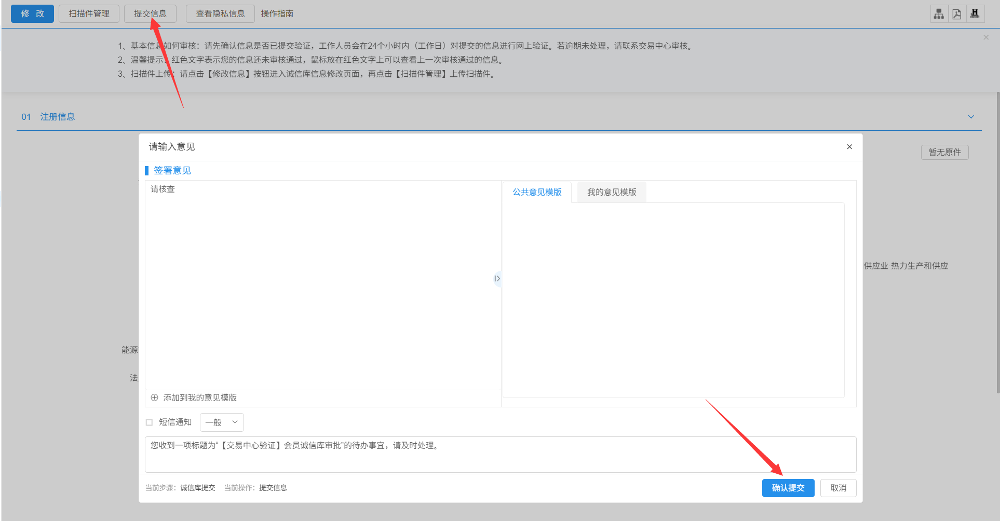 修 改 扫描件管理 提交信息 查看隐私信息 操作指南
1、基本信息如何审核：请先确认信息是否已提交验证，工作人员会在24个小时内（工作日）对提交的信息进行网上验证。若逾期未处理，请联系交易中心审核。
2、温馨提示：红色文字表示您的信息还未审核通过，鼠标放在红色文字上可以查看上一次审核通过的信息。
3、扫描件上传：请点击【修改信息】按钮进入诚信库信息修改页面，再点击【扫描件管理】上传扫描件。
01 注册信息
暂无原件
请输入意见
签署意见
请核查
公共意见模版 我的意见模版
供应业·热力生产和供应
能源
法
添加到我的意见模版
短信通知 一般
您收到一项标题为“【交易中心验证】会员诚信库审批”的待办事宜，请及时处理。
当前步骤：诚信库提交 当前操作：提交信息
确认提交 取消